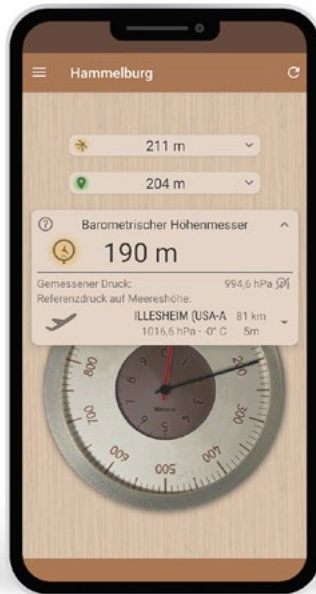 Hammelburg
211 m
204 m
Barometrischer Höhenmesser
190 m
Gemessener Druck: 994,6 hPa
Referenzdruck auf Meereshöhe:
ILLESHEIM (USA-A 81 km
1016,6 hPa - -0° C 5m
800
200
700
300
600
400
500
Meters